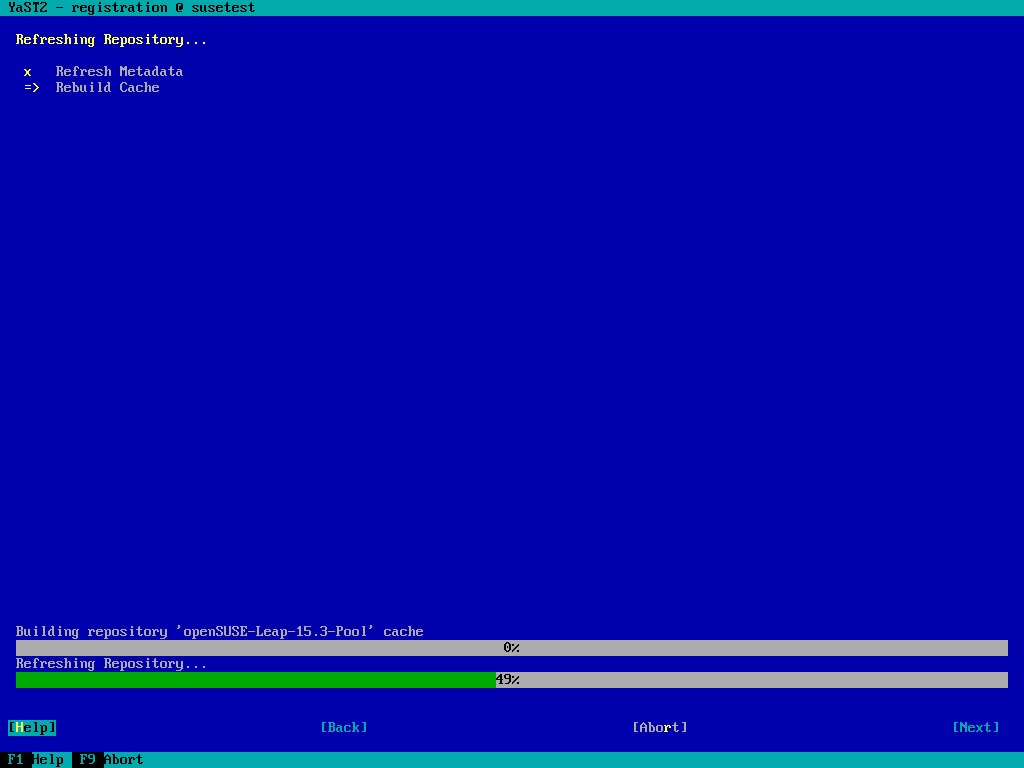 YaST2 - registration @ susetest
Refreshing Repository...
x Refresh Metadata
=> Rebuild Cache
Building repository 'openSUSE-Leap-15.3-Pool' cache
0%
Refreshing Repository...
49%
[Help] [Back] [Abort] [Next]
F1 Help F9 Abort